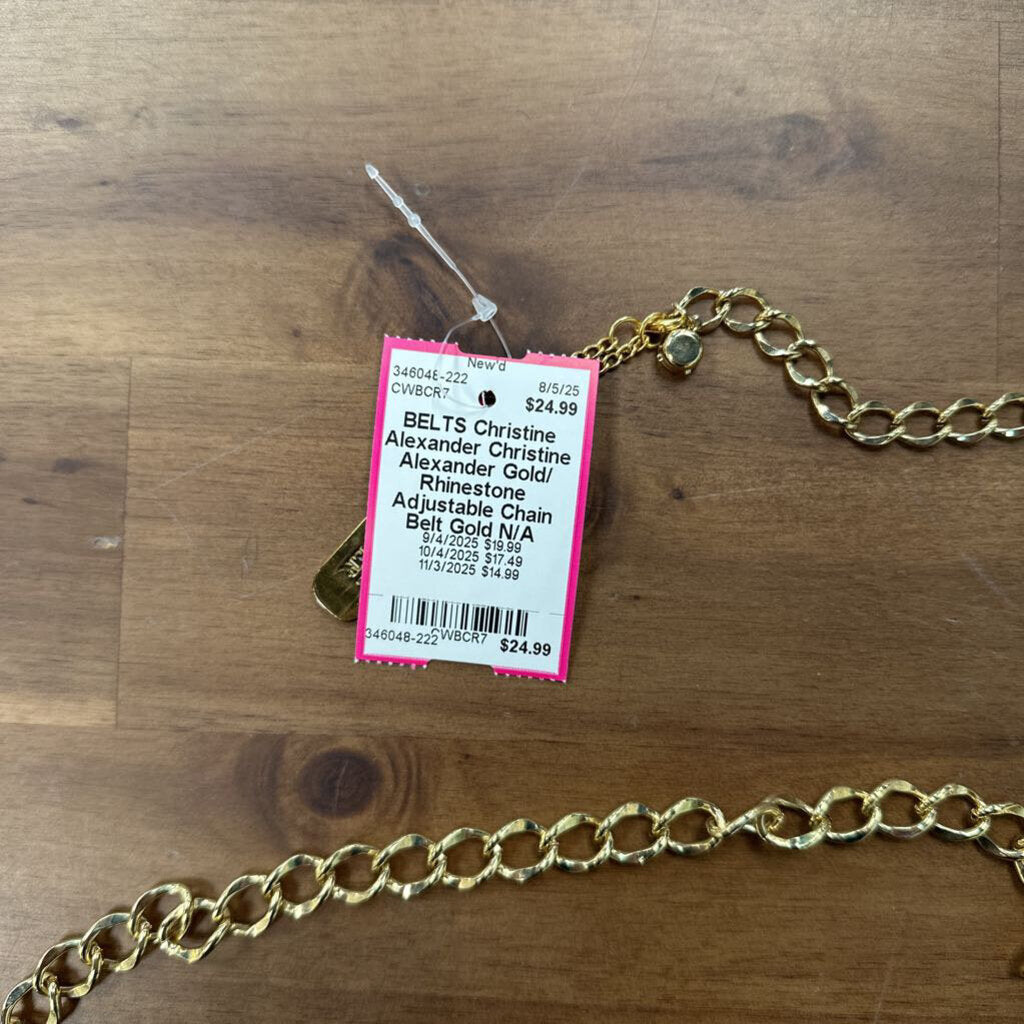 New'd
346048-222 8/5/25
CWBCR7 $24.99
BELTS Christine
Alexander Christine
Alexander Gold/
Rhinestone
Adjustable Chain
Belt Gold N/A
9/4/2025 $19.99
10/4/2025 $17.49
11/3/2025 $14.99
346048-222 CWBCR7 $24.99